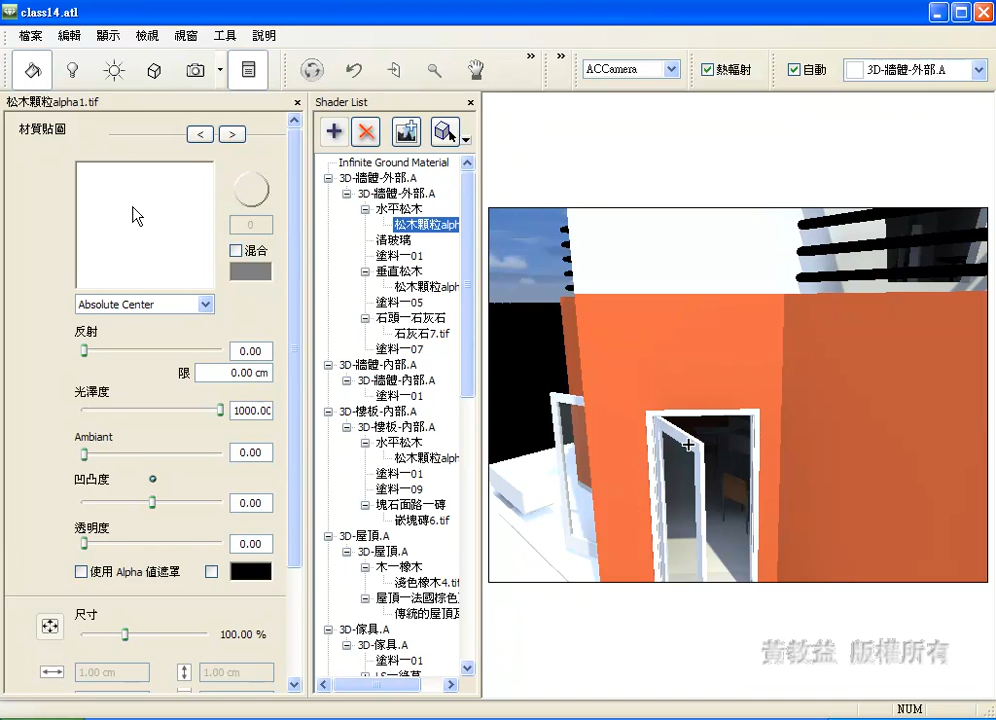 class14.atl
檔案 編輯 顯示 檢視 視窗 工具 說明
» » ACCamera 熱輻射 自動 3D-牆體-外部.A
松木顆粒alpha1.tif
材質貼圖
< >
0
混合
Absolute Center
反射
0.00
限 0.00 cm
光澤度
1000.00
Ambiant
0.00
凹凸度
0.00
透明度
0.00
使用 Alpha 值遮罩
尺寸
100.00 %
1.00 cm 1.00 cm
Shader List
Infinite Ground Material
3D-牆體-外部.A
3D-牆體-外部.A
水平松木
松木顆粒alph
清玻璃
塗料一01
垂直松木
松木顆粒alph
塗料一05
石頭一石灰石
石灰石7.tif
塗料一07
3D-牆體-內部.A
3D-牆體-內部.A
塗料一01
3D-樓板-內部.A
3D-樓板-內部.A
水平松木
松木顆粒alph
塗料一01
塗料一09
塊石面路一磚
嵌塊磚6.tif
3D-屋頂.A
3D-屋頂.A
木一橡木
淺色橡木4.ti
屋頂一法國棕色
傳統的屋頂瓦
3D-傢具.A
3D-傢具.A
塗料一01
黃敎益 版權所有
NUM